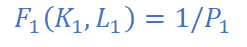 F₁(K₁, L₁) = 1/P₁